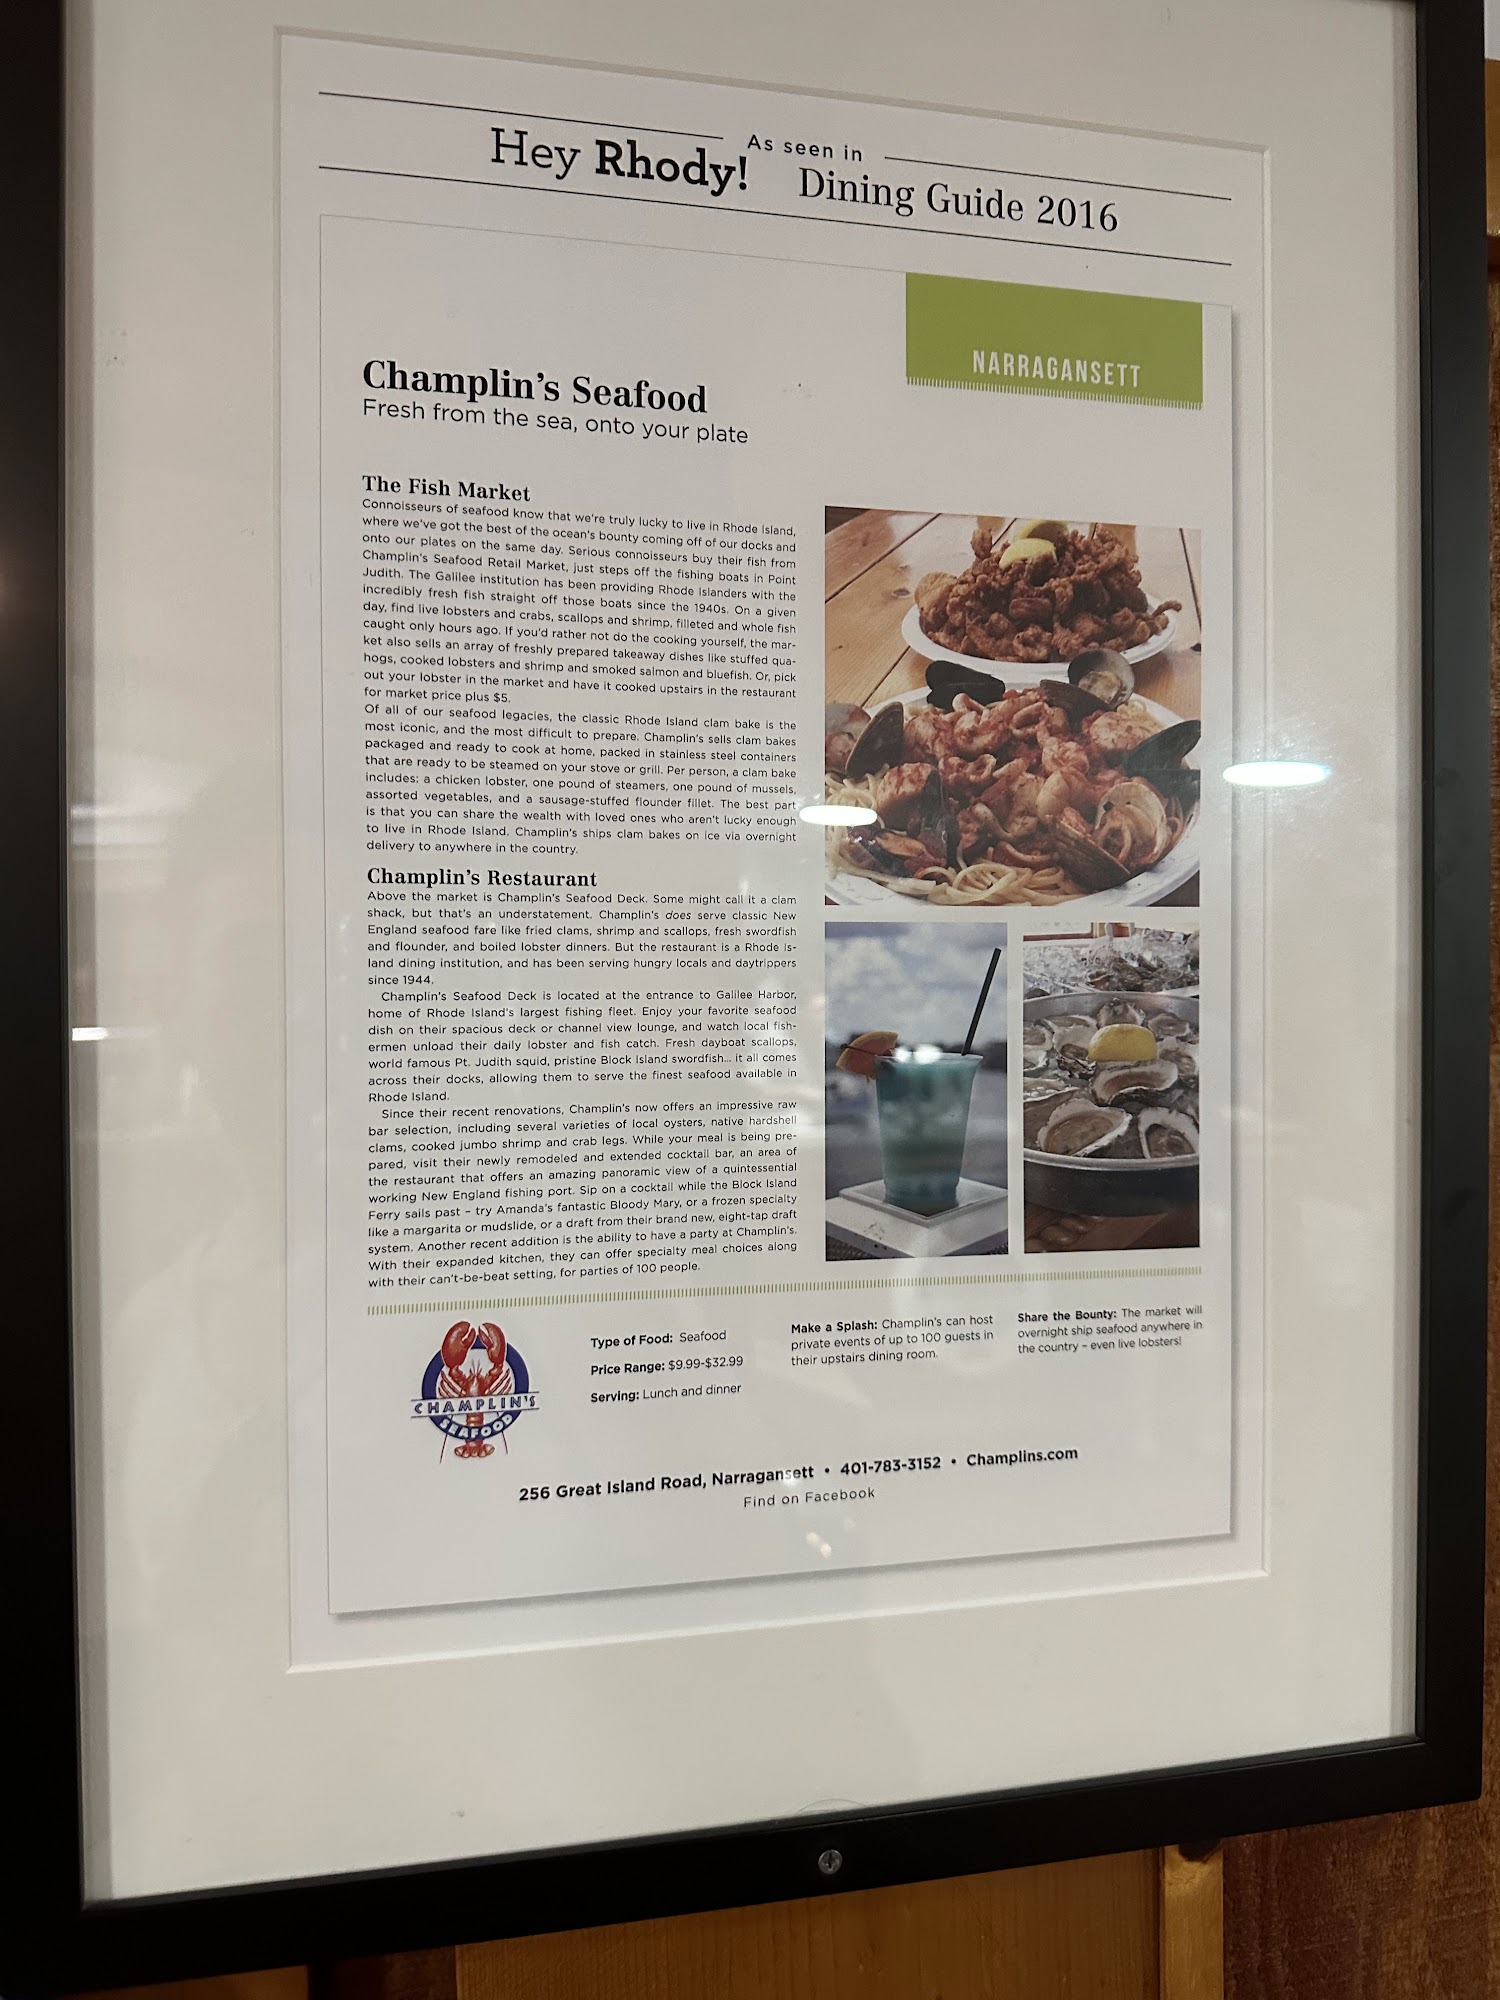 As seen in
Hey Rhody! Dining Guide 2016
NARRAGANSETT
Champlin's Seafood
Fresh from the sea, onto your plate
The Fish Market
Connoisseurs of seafood know that we're truly lucky to live in Rhode Island,
where we've got the best of the ocean's bounty coming off of our docks and
onto our plates on the same day. Serious connoisseurs buy their fish from
Champlin's Seafood Retail Market, just steps off the fishing boats in Point
Judith. The Galilee institution has been providing Rhode Islanders with the
incredibly fresh fish straight off those boats since the 1940s. On a given
day, find live lobsters and crabs, scallops and shrimp, filleted and whole fish
caught only hours ago. If you'd rather not do the cooking yourself, the mar-
ket also sells an array of freshly prepared takeaway dishes like stuffed qua-
hogs, cooked lobsters and shrimp and smoked salmon and bluefish. Or, pick
out your lobster in the market and have it cooked upstairs in the restaurant
for market price plus $5.
Of all of our seafood legacies, the classic Rhode Island clam bake is the
most iconic, and the most difficult to prepare. Champlin's sells clam bakes
packaged and ready to cook at home, packed in stainless steel containers
that are ready to be steamed on your stove or grill. Per person, a clam bake
includes: a chicken lobster, one pound of steamers, one pound of mussels,
assorted vegetables, and a sausage-stuffed flounder fillet. The best part
is that you can share the wealth with loved ones who aren't lucky enough
to live in Rhode Island. Champlin's ships clam bakes on ice via overnight
delivery to anywhere in the country.
Champlin's Restaurant
Above the market is Champlin's Seafood Deck. Some might call it a clam
shack, but that's an understatement. Champlin's does serve classic New
England seafood fare like fried clams, shrimp and scallops, fresh swordfish
and flounder, and boiled lobster dinners. But the restaurant is a Rhode Is-
land dining institution, and has been serving hungry locals and daytrippers
since 1944.
Champlin's Seafood Deck is located at the entrance to Galilee Harbor,
home of Rhode Island's largest fishing fleet. Enjoy your favorite seafood
dish on their spacious deck or channel view lounge, and watch local fish-
ermen unload their daily lobster and fish catch. Fresh dayboat scallops,
world famous Pt. Judith squid, pristine Block Island swordfish... it all comes
across their docks, allowing them to serve the finest seafood available in
Rhode Island.
Since their recent renovations, Champlin's now offers an impressive raw
bar selection, including several varieties of local oysters, native hardshell
clams, cooked jumbo shrimp and crab legs. While your meal is being pre-
pared, visit their newly remodeled and extended cocktail bar, an area of
the restaurant that offers an amazing panoramic view of a quintessential
working New England fishing port. Sip on a cocktail while the Block Island
Ferry sails past – try Amanda's fantastic Bloody Mary, or a frozen specialty
like a margarita or mudslide, or a draft from their brand new, eight-tap draft
system. Another recent addition is the ability to have a party at Champlin's.
With their expanded kitchen, they can offer specialty meal choices along
with their can't-be-beat setting, for parties of 100 people.
CHAMPLIN'S
SEAFOOD
Type of Food: Seafood
Price Range: $9.99-$32.99
Serving: Lunch and dinner
Make a Splash: Champlin's can host
private events of up to 100 guests in
their upstairs dining room.
Share the Bounty: The market will
overnight ship seafood anywhere in
the country – even live lobsters!
256 Great Island Road, Narragansett • 401-783-3152 • Champlins.com
Find on Facebook